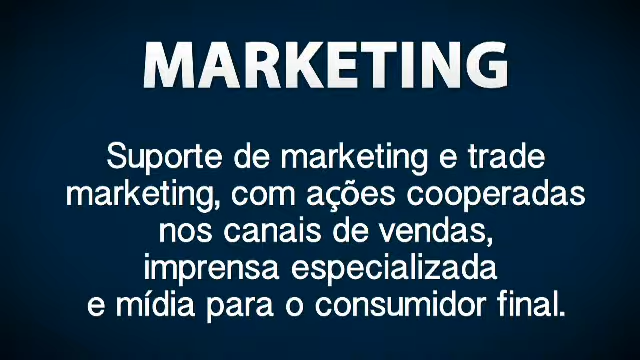 MARKETING
Suporte de marketing e trade
marketing, com ações cooperadas
nos canais de vendas,
imprensa especializada
e mídia para o consumidor final.